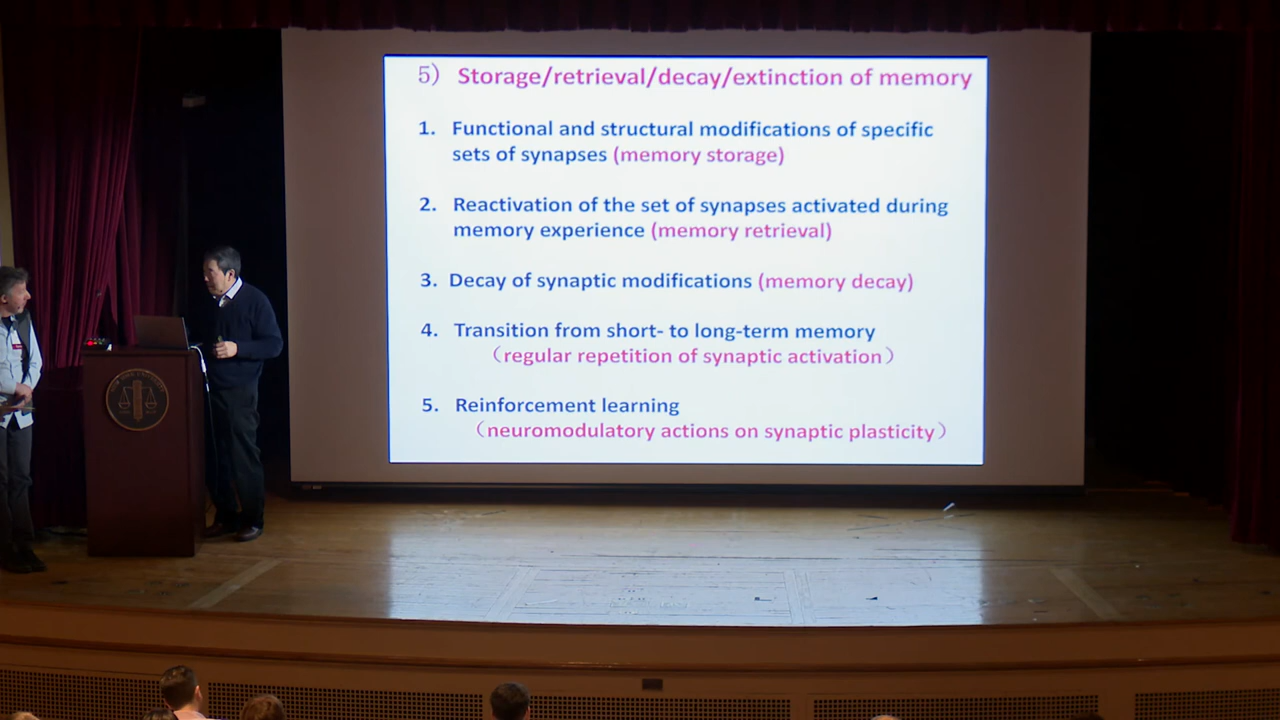 5) Storage/retrieval/decay/extinction of memory
1. Functional and structural modifications of specific
sets of synapses (memory storage)
2. Reactivation of the set of synapses activated during
memory experience (memory retrieval)
3. Decay of synaptic modifications (memory decay)
4. Transition from short- to long-term memory
（regular repetition of synaptic activation）
5. Reinforcement learning
（neuromodulatory actions on synaptic plasticity）